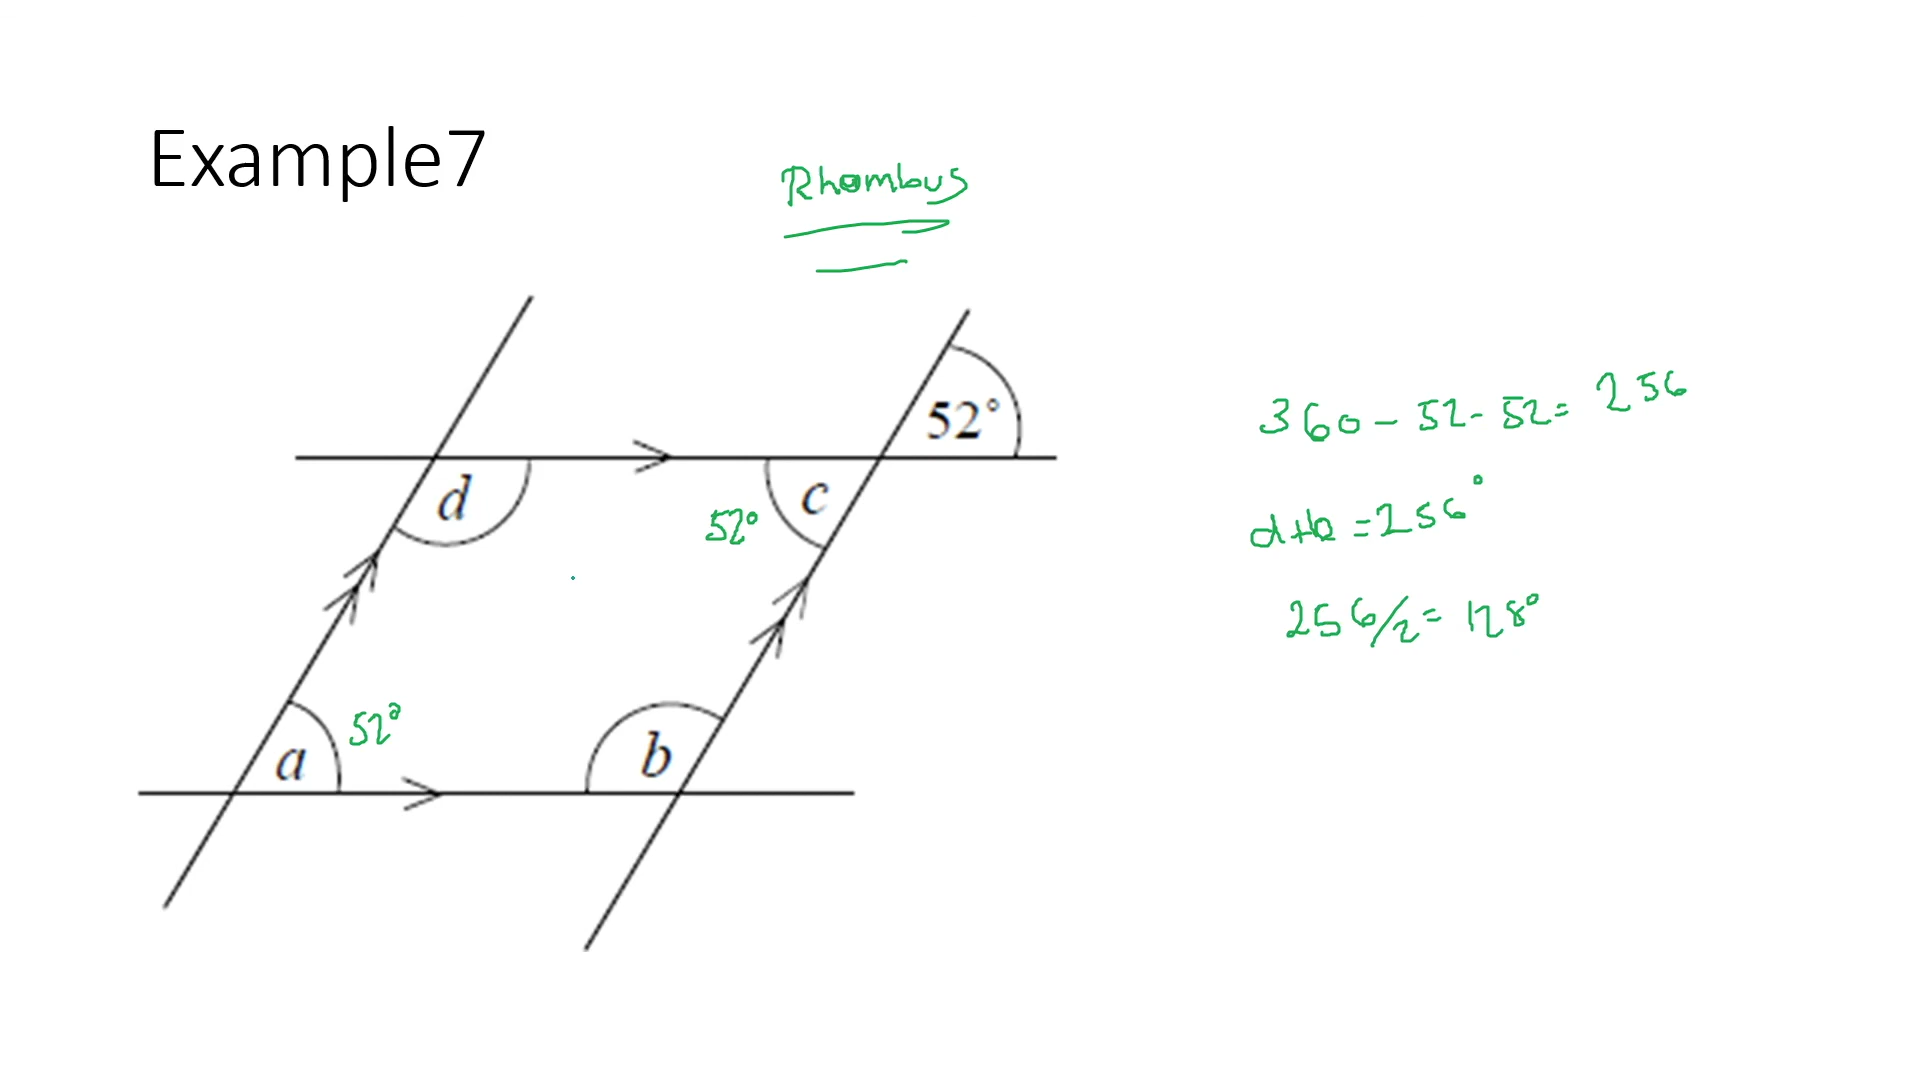 Example7
Rhombus
52°
d
c
52°
a
52°
b
360 - 52 - 52 = 256
d+b = 256°
256/2 = 128°